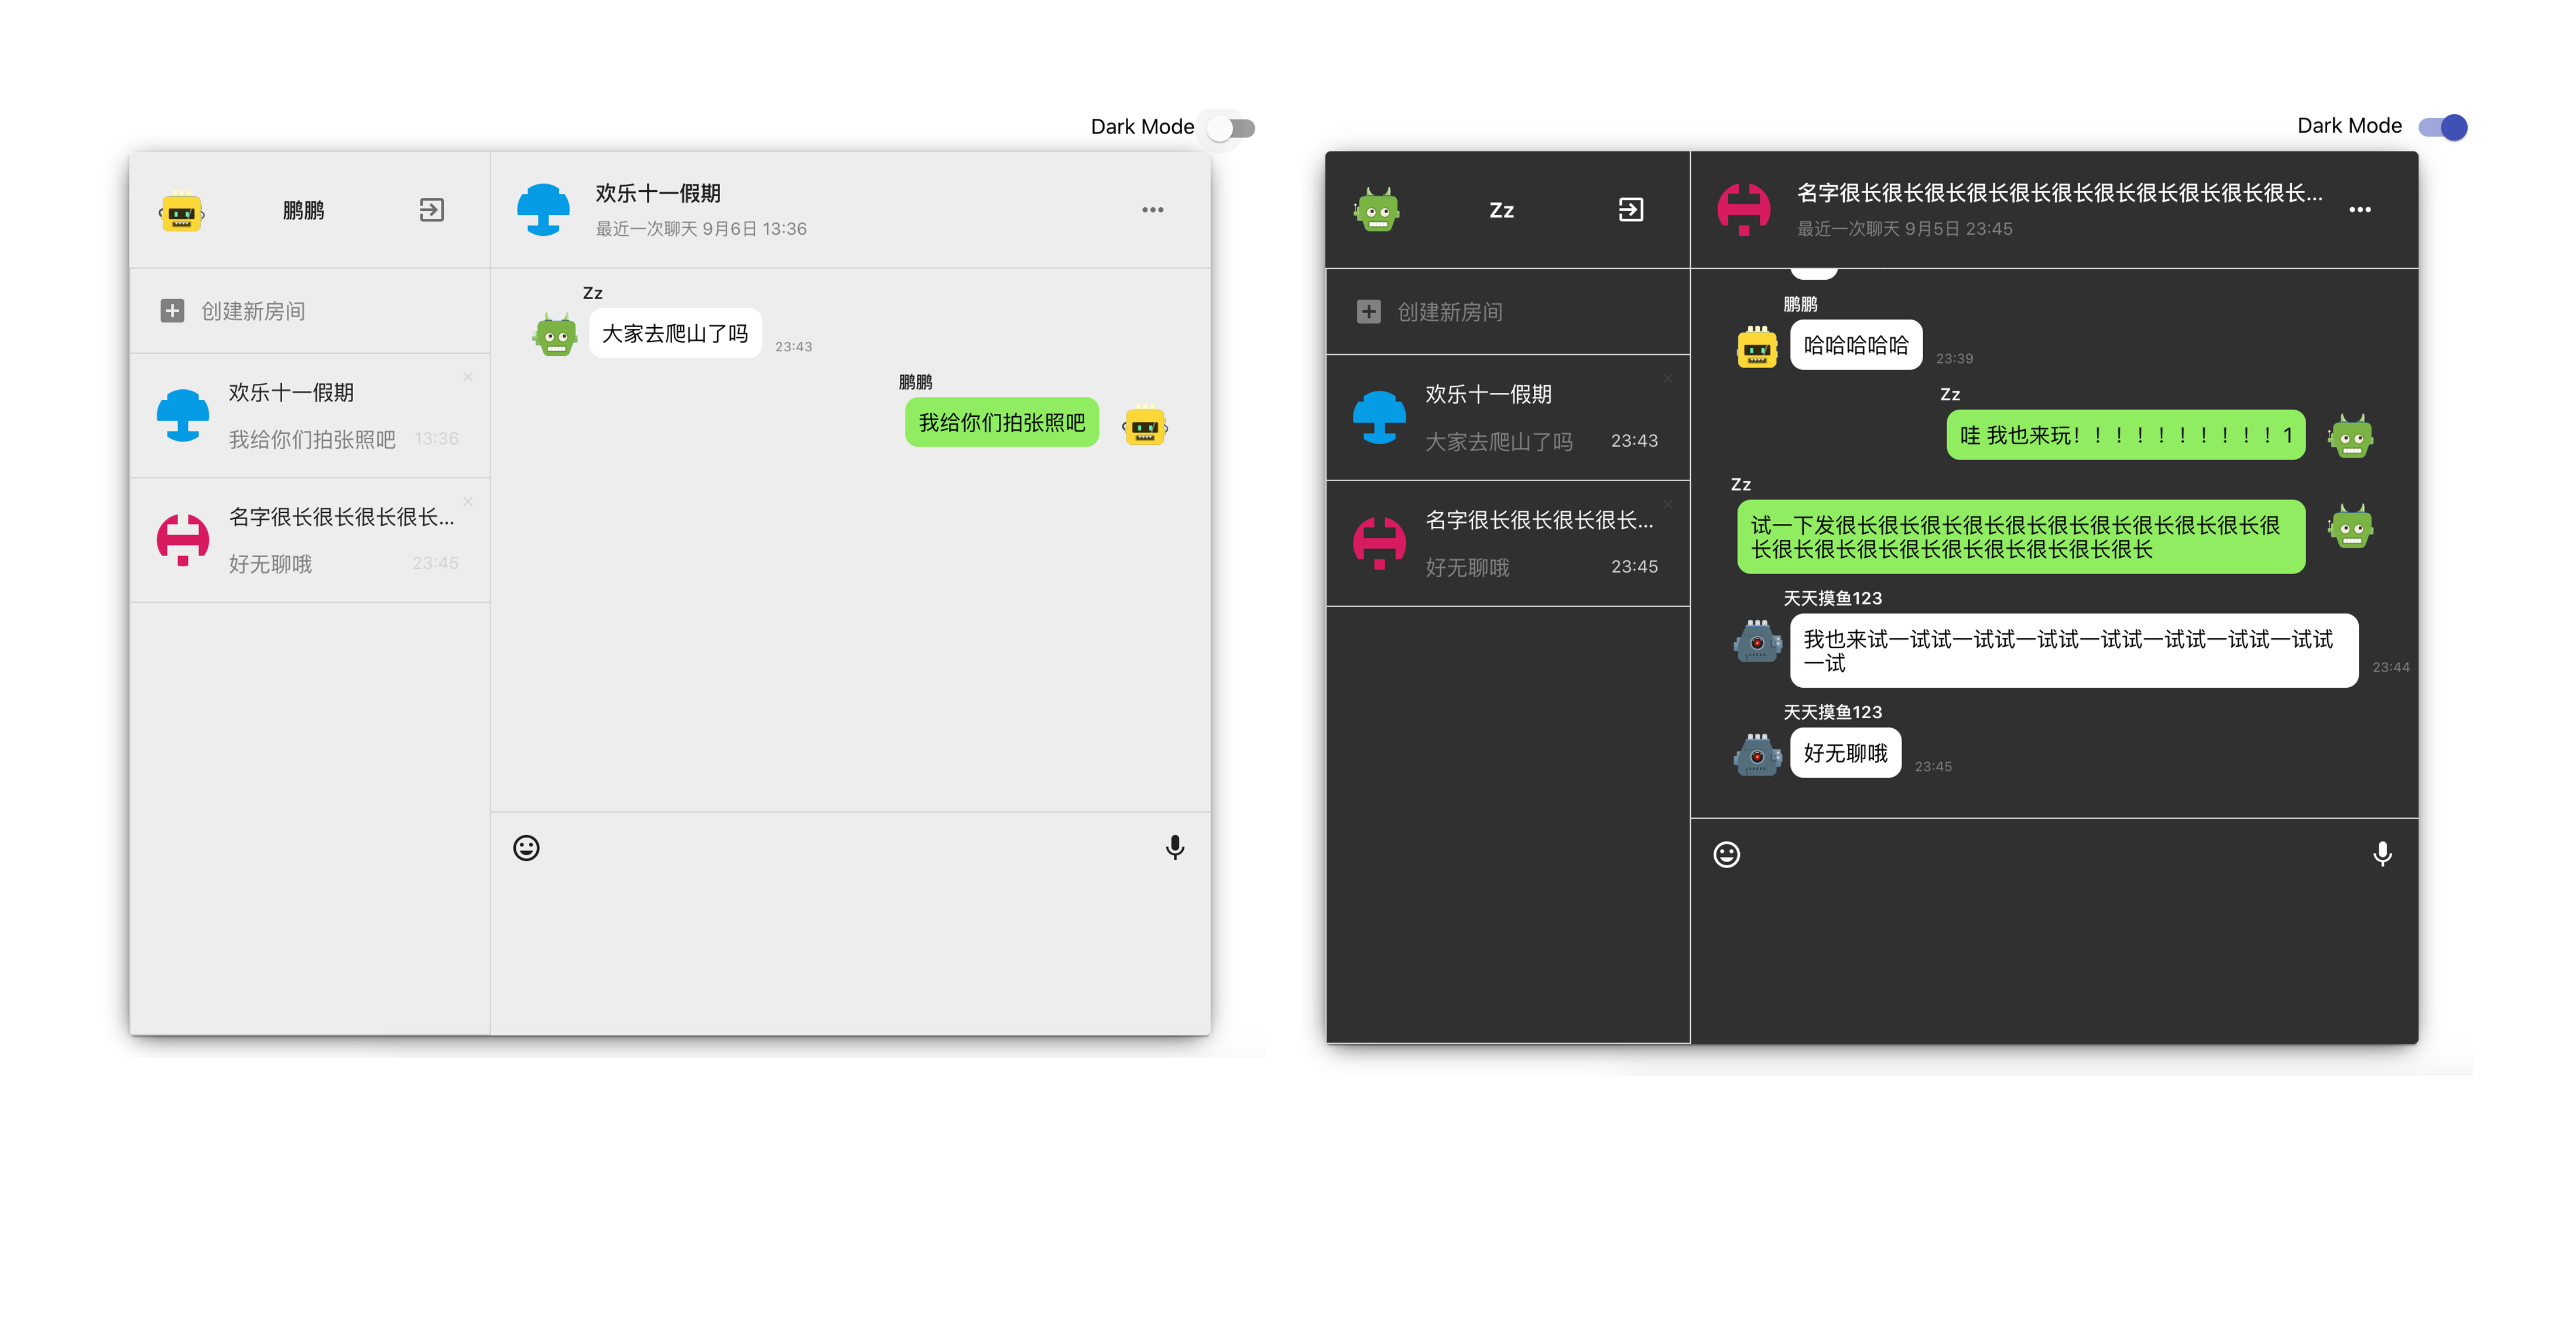 Dark Mode
鹏鹏
欢乐十一假期
最近一次聊天 9月6日 13:36
创建新房间
欢乐十一假期
我给你们拍张照吧 13:36
名字很长很长很长很长...
好无聊哦 23:45
Zz
大家去爬山了吗 23:43
鹏鹏
我给你们拍张照吧
Dark Mode
Zz
名字很长很长很长很长很长很长很长很长很长很长很长很长...
最近一次聊天 9月5日 23:45
创建新房间
欢乐十一假期
大家去爬山了吗 23:43
名字很长很长很长很长...
好无聊哦 23:45
鹏鹏
哈哈哈哈哈 23:39
Zz
哇 我也来玩！！！！！！！！！！1
Zz
试一下发很长很长很长很长很长很长很长很长很长很长很
长很长很长很长很长很长很长很长很长很长
天天摸鱼123
我也来试一试试一试试一试试一试试一试试一试试
一试 23:44
天天摸鱼123
好无聊哦 23:45